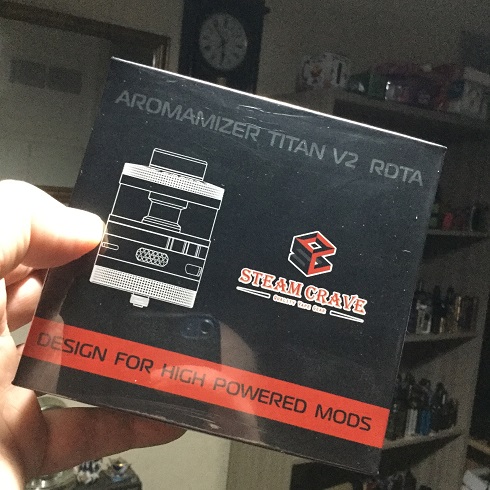 AROMAMIZER TITAN V2 RDTA
STEAM CRAVE
DESIGN FOR HIGH POWERED MODS